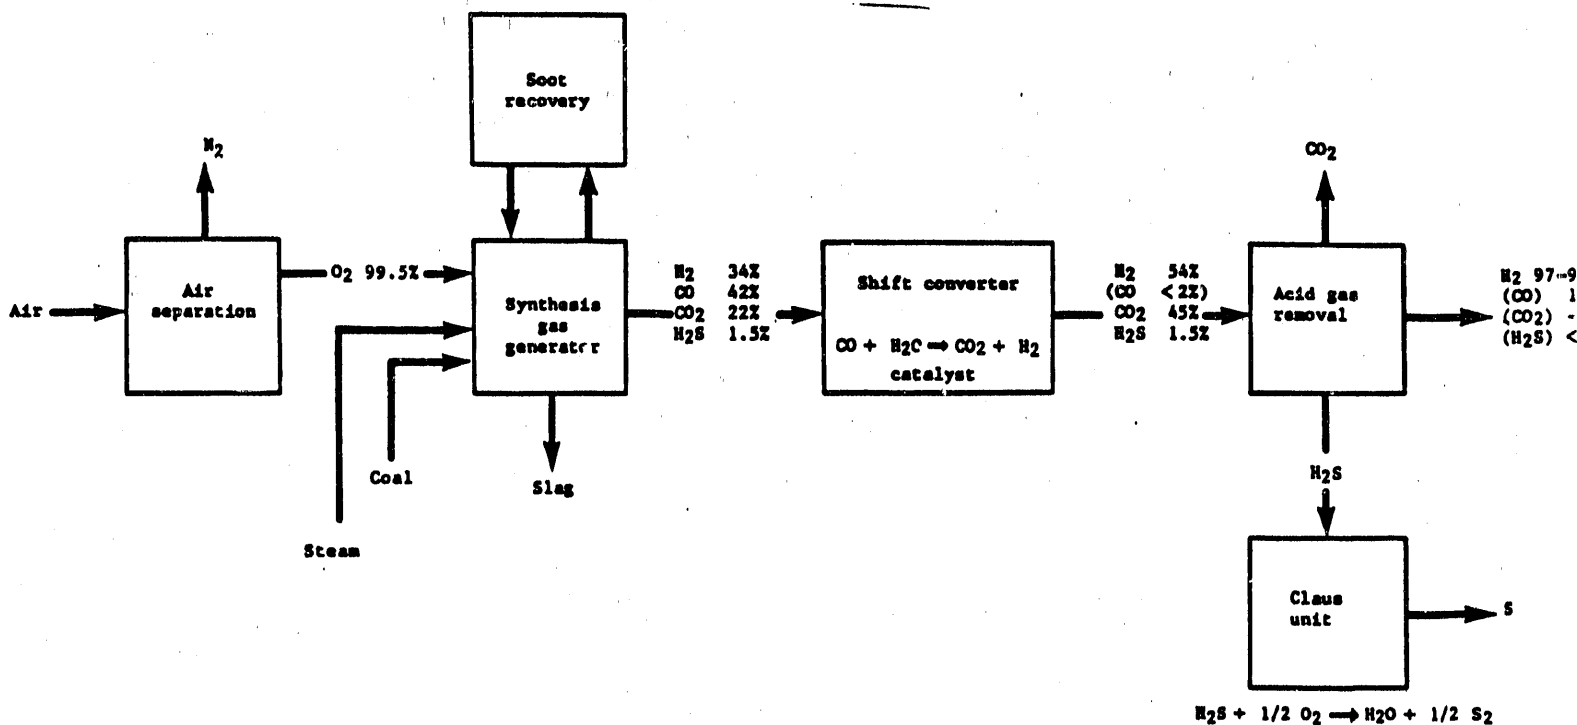 Soot
recovery
N2
CO2
Air
Air
separation
O2 99.5%
Synthesis
gas
generator
H2 34%
CO 42%
CO2 22%
H2S 1.5%
Shift converter
CO + H2O → CO2 + H2
catalyst
H2 54%
(CO <2%)
CO2 45%
H2S 1.5%
Acid gas
removal
H2 97-9
(CO) 1
(CO2) -
(H2S) <
Coal
Steam
Slag
H2S
Claus
unit
S
H2S + 1/2 O2 → H2O + 1/2 S2